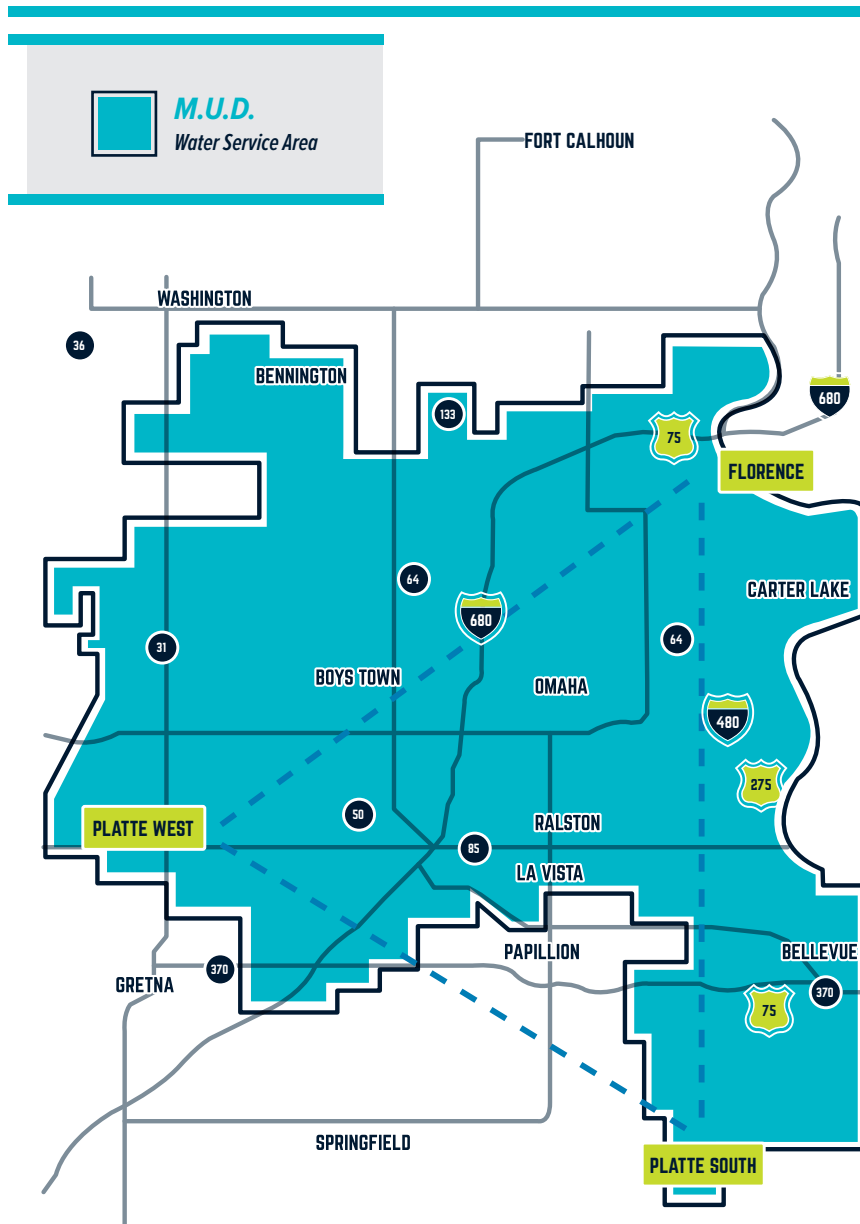 M.U.D.
Water Service Area
FORT CALHOUN
WASHINGTON
36
BENNINGTON
680
133
75
FLORENCE
64
CARTER LAKE
680
64
31
BOYS TOWN
OMAHA
480
275
50
PLATTE WEST
RALSTON
85
LA VISTA
PAPILLION
BELLEVUE
370
GRETNA
370
75
SPRINGFIELD
PLATTE SOUTH